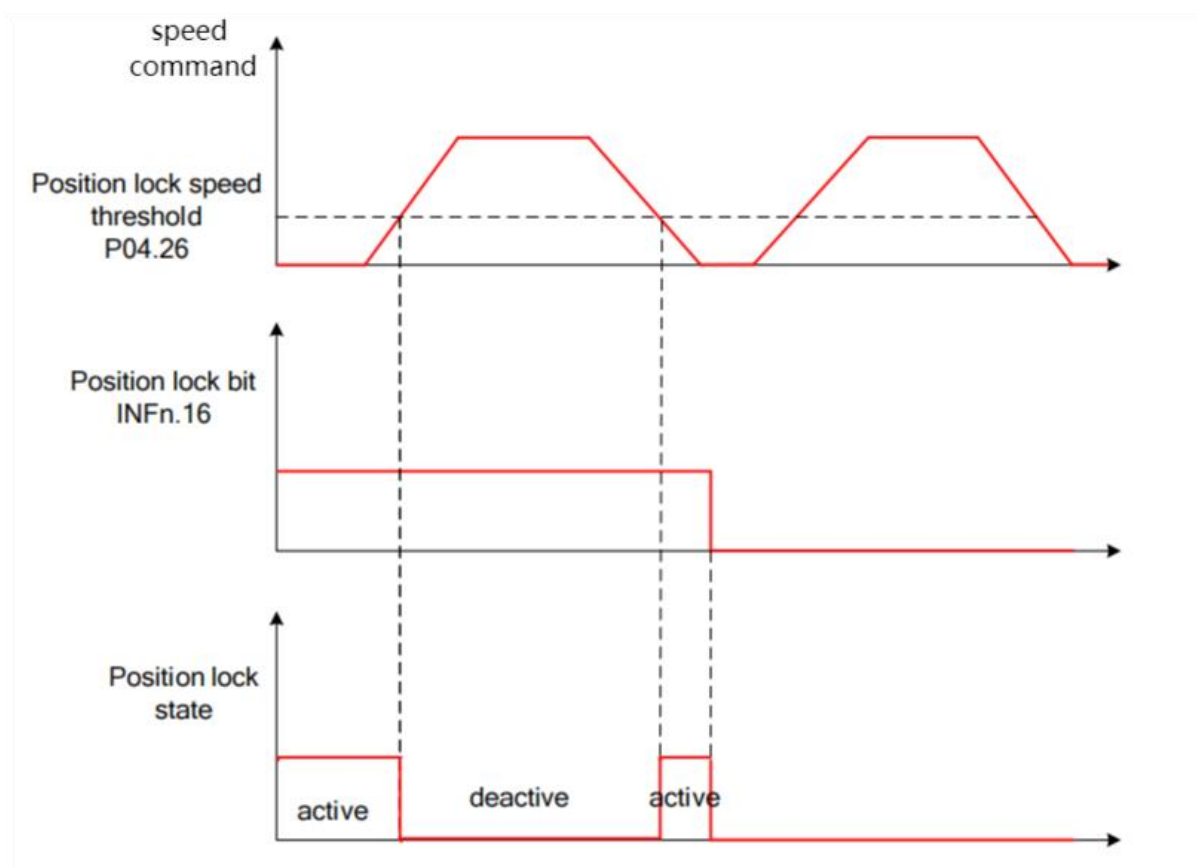 speed
command
Position lock speed
threshold
P04.26
Position lock bit
INFn.16
Position lock
state
active
deactive
active